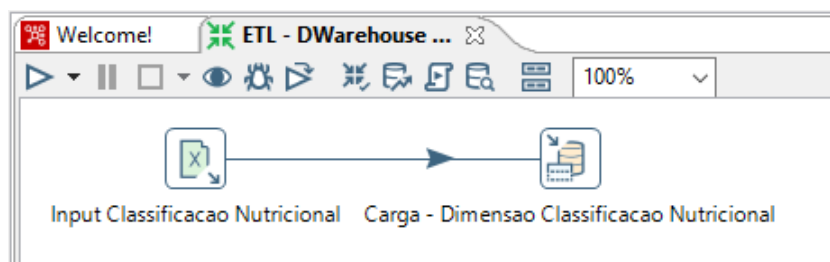 Welcome! ETL - DWarehouse ...
100%
Input Classificacao Nutricional Carga - Dimensao Classificacao Nutricional